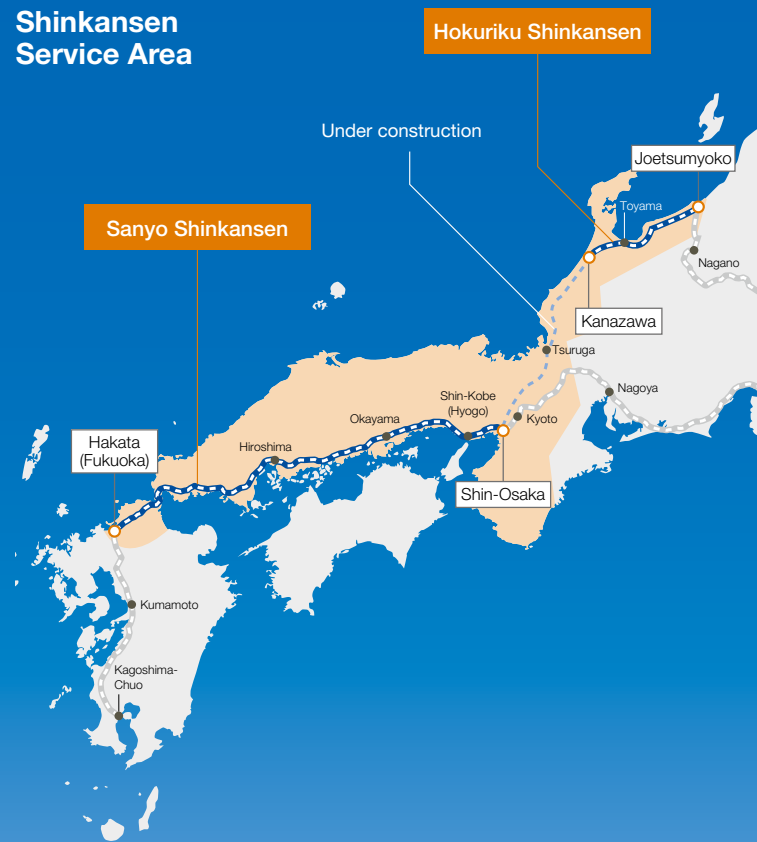 Shinkansen
Service Area
Hokuriku Shinkansen
Under construction
Joetsumyoko
Toyama
Sanyo Shinkansen
Nagano
Kanazawa
Tsuruga
Nagoya
Shin-Kobe
(Hyogo)
Kyoto
Okayama
Hiroshima
Hakata
(Fukuoka)
Shin-Osaka
Kumamoto
Kagoshima-
Chuo